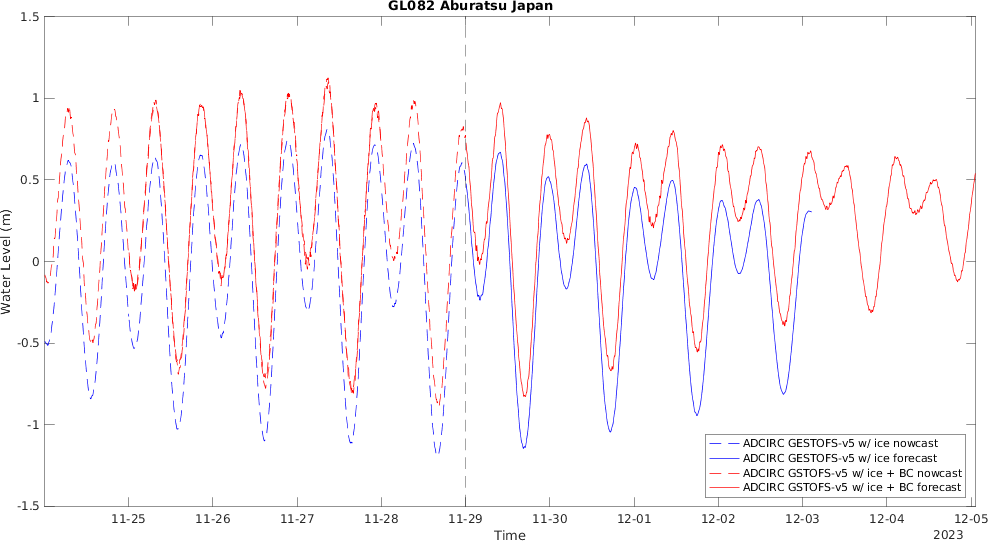 GL082 Aburatsu Japan
1.5
1
0.5
0
-0.5
-1
-1.5
Water Level (m)
11-25
11-26
11-27
11-28
11-29
11-30
12-01
12-02
12-03
12-04
12-05
Time
2023
ADCIRC GESTOFS-v5 w/ ice nowcast
ADCIRC GESTOFS-v5 w/ ice forecast
ADCIRC GSTOFS-v5 w/ ice + BC nowcast
ADCIRC GSTOFS-v5 w/ ice + BC forecast